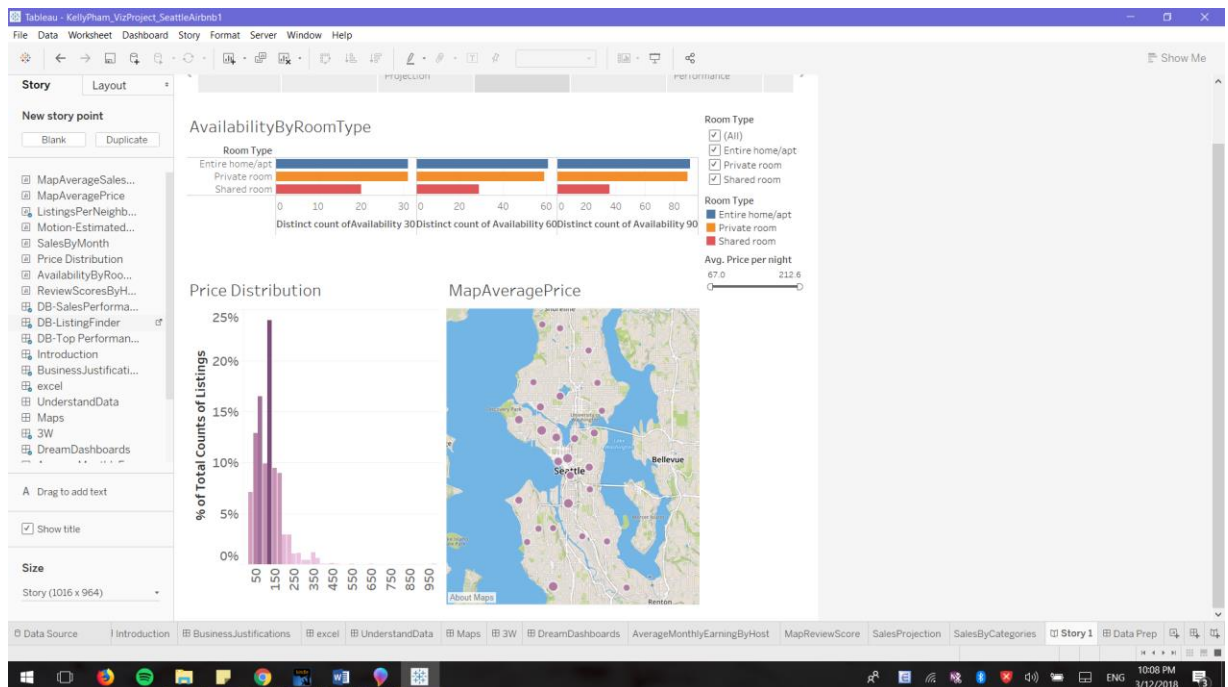 Tableau - KellyPham_VizProject_SeattleAirbnb1
File Data Worksheet Dashboard Story Format Server Window Help
Show Me
Story Layout
New story point
Blank Duplicate
MapAverageSales...
MapAveragePrice
ListingsPerNeighb...
Motion-Estimated...
SalesByMonth
Price Distribution
AvailabilityByRoo...
ReviewScoresByH...
DB-SalesPerforma...
DB-ListingFinder
DB-Top Performan...
Introduction
BusinessJustificati...
excel
UnderstandData
Maps
3W
DreamDashboards
A Drag to add text
Show title
Size
Story (1016 x 964)
Projection
Performance
AvailabilityByRoomType
Room Type
Entire home/apt
Private room
Shared room
0 10 20 30 0 20 40 60 0 20 40 60 80
Distinct count of Availability 30 Distinct count of Availability 60 Distinct count of Availability 90
Room Type
(All)
Entire home/apt
Private room
Shared room
Room Type
Entire home/apt
Private room
Shared room
Avg. Price per night
67.0 212.6
Price Distribution
% of Total Counts of Listings
25%
20%
15%
10%
5%
0%
50 150 250 350 450 550 650 750 850 950
MapAveragePrice
Seattle
Bellevue
Renton
About Maps
Data Source Introduction BusinessJustifications excel UnderstandData Maps 3W DreamDashboards AverageMonthlyEarningByHost MapReviewScore SalesProjection SalesByCategories Story 1 Data Prep
ENG
10:08 PM
3/12/2018